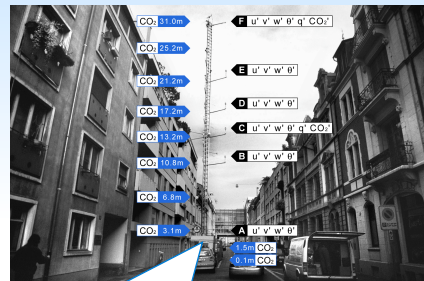 CO₂ 31.0m
F u' v' w' θ' q' CO₂'
CO₂ 25.2m
E u' v' w' θ'
CO₂ 21.2m
D u' v' w' θ'
CO₂ 17.2m
C u' v' w' θ' q' CO₂'
CO₂ 13.2m
B u' v' w' θ'
CO₂ 10.8m
CO₂ 6.8m
CO₂ 3.1m
A u' v' w' θ'
1.5m CO₂
0.1m CO₂